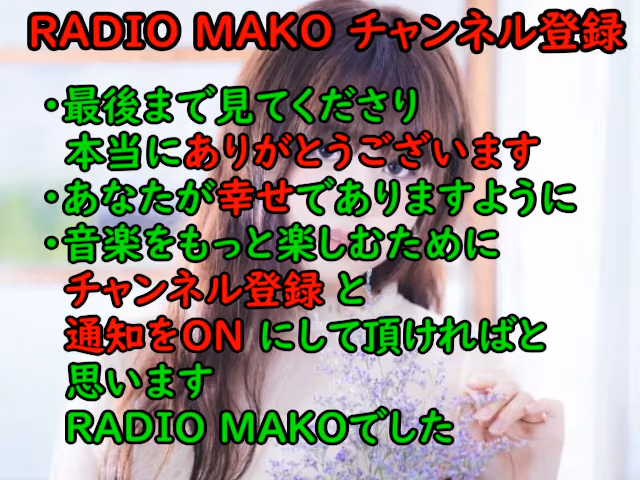 RADIO MAKO チャンネル登録
・最後まで見てくださり
本当にありがとうございます
・あなたが幸せでありますように
・音楽をもっと楽しむために
チャンネル登録 と
通知をON にして頂ければと
思います
RADIO MAKOでした